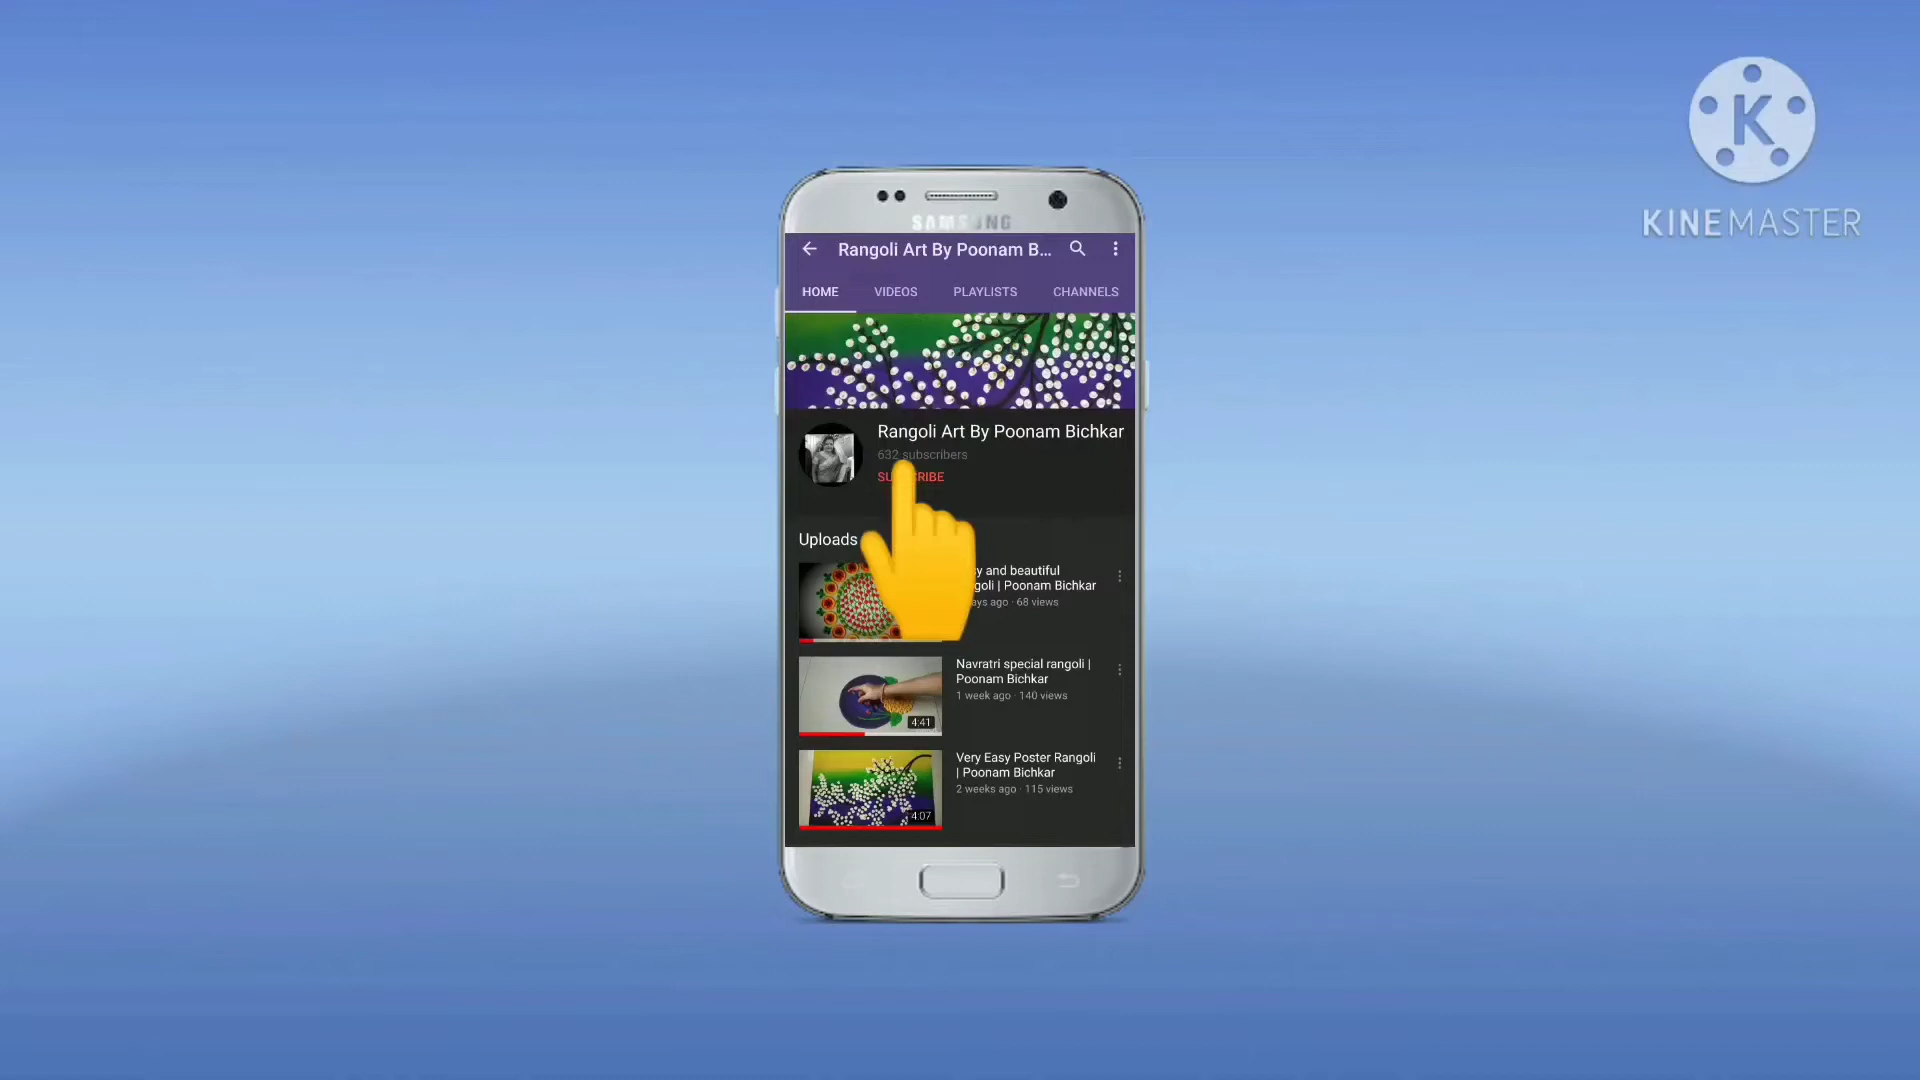 K
KINEMASTER
SAMSUNG
Rangoli Art By Poonam B...
HOME VIDEOS PLAYLISTS CHANNELS
Rangoli Art By Poonam Bichkar
632 subscribers
Uploads
and beautiful
| Poonam Bichkar
ago · 68 views
Navratri special rangoli |
Poonam Bichkar
1 week ago · 140 views
4:41
Very Easy Poster Rangoli
| Poonam Bichkar
2 weeks ago · 115 views
4:07